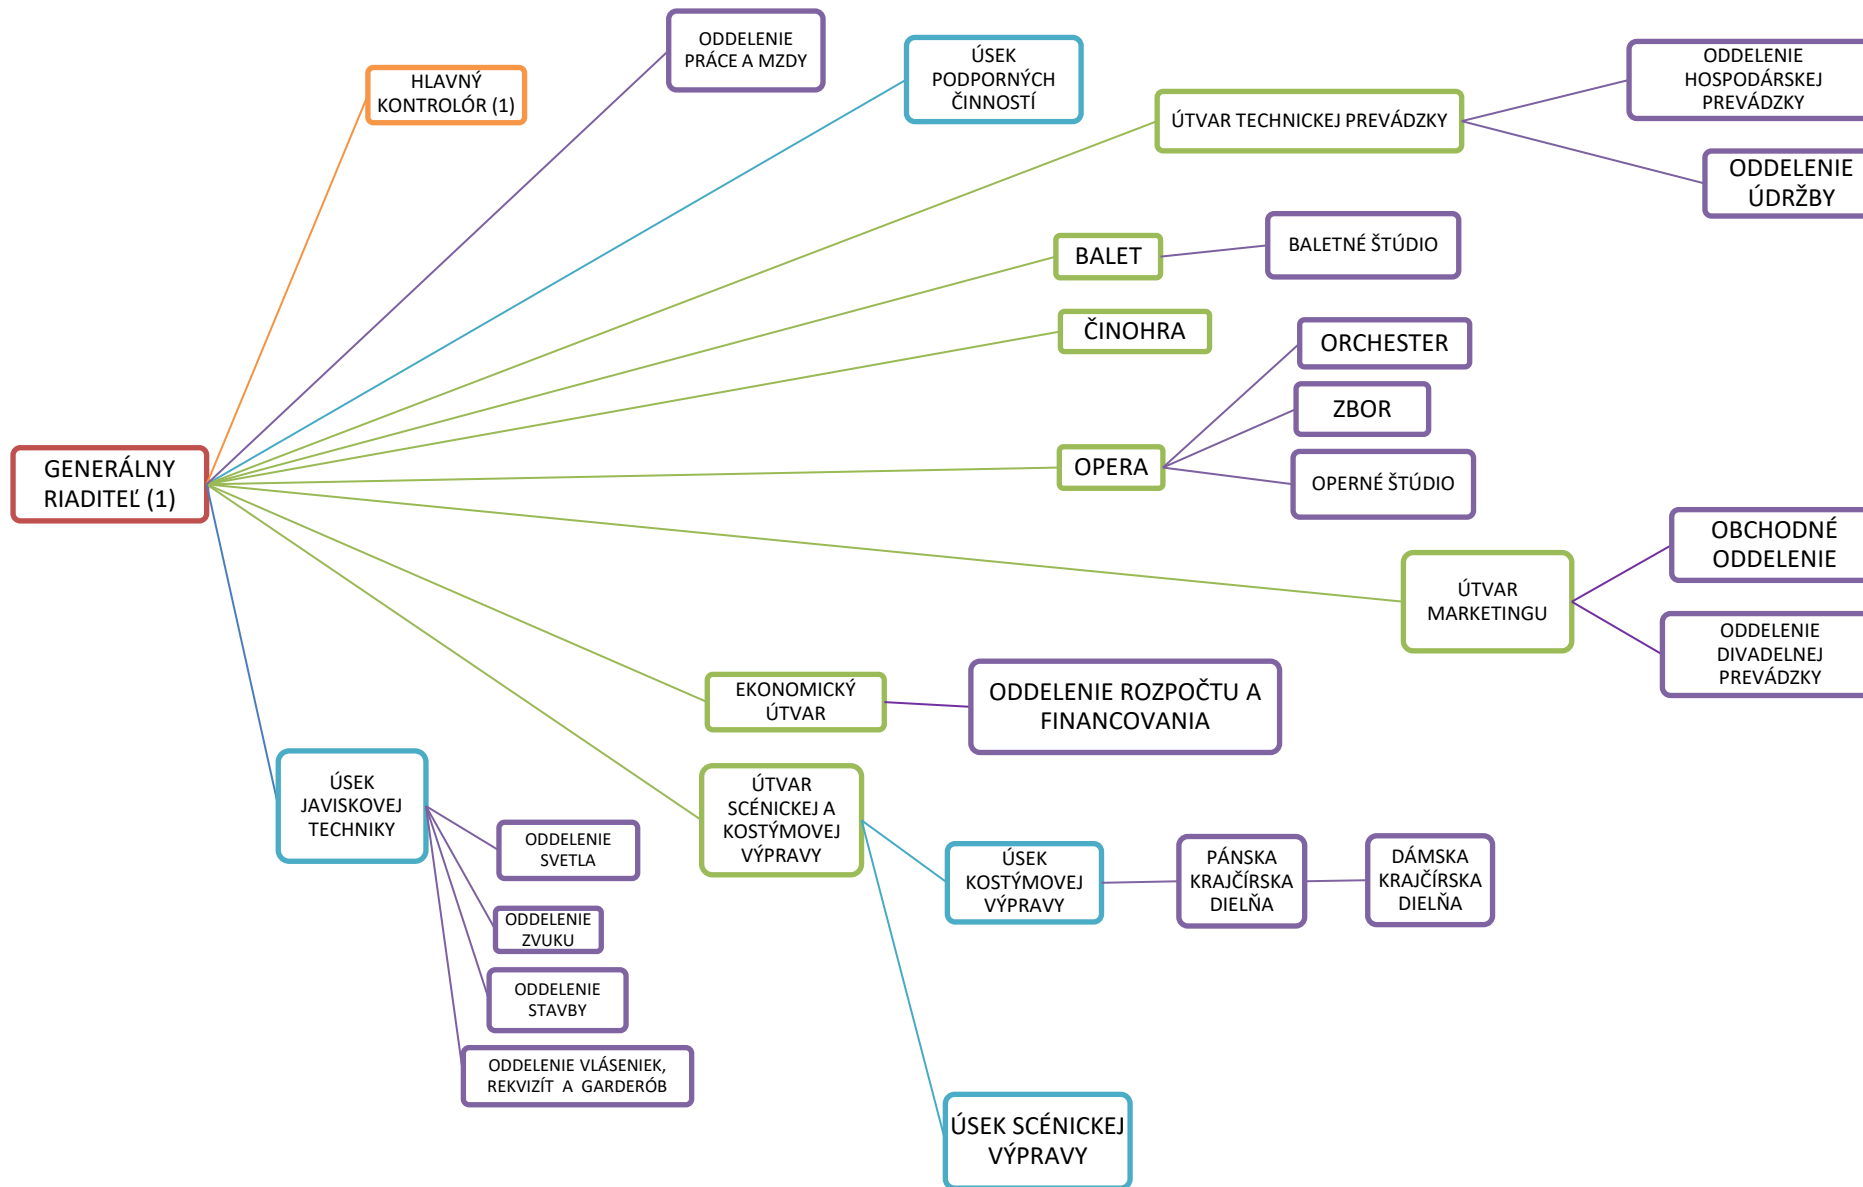 ODDELENIE
PRÁCE A MZDY
HLAVNÝ
KONTROLÓR (1)
ÚSEK
PODPORNÝCH
ČINNOSTÍ
ÚTVAR TECHNICKEJ PREVÁDZKY
ODDELENIE
HOSPODÁRSKEJ
PREVÁDZKY
ODDELENIE
ÚDRŽBY
BALET
BALETNÉ ŠTÚDIO
ČINOHRA
ORCHESTER
ZBOR
OPERA
OPERNÉ ŠTÚDIO
GENERÁLNY
RIADITEĽ (1)
OBCHODNÉ
ODDELENIE
ÚTVAR
MARKETINGU
ODDELENIE
DIVADELNEJ
PREVÁDZKY
EKONOMICKÝ
ÚTVAR
ODDELENIE ROZPOČTU A
FINANCOVANIA
ÚSEK
JAVISKOVEJ
TECHNIKY
ÚTVAR
SCÉNICKEJ A
KOSTÝMOVEJ
VÝPRAVY
ODDELENIE
SVETLA
ODDELENIE
ZVUKU
ODDELENIE
STAVBY
ODDELENIE VLÁSENIEK,
REKVIZÍT A GARDERÓB
ÚSEK
KOSTÝMOVEJ
VÝPRAVY
PÁNSKA
KRAJČÍRSKA
DIELŇA
DÁMSKA
KRAJČÍRSKA
DIELŇA
ÚSEK SCÉNICKEJ
VÝPRAVY